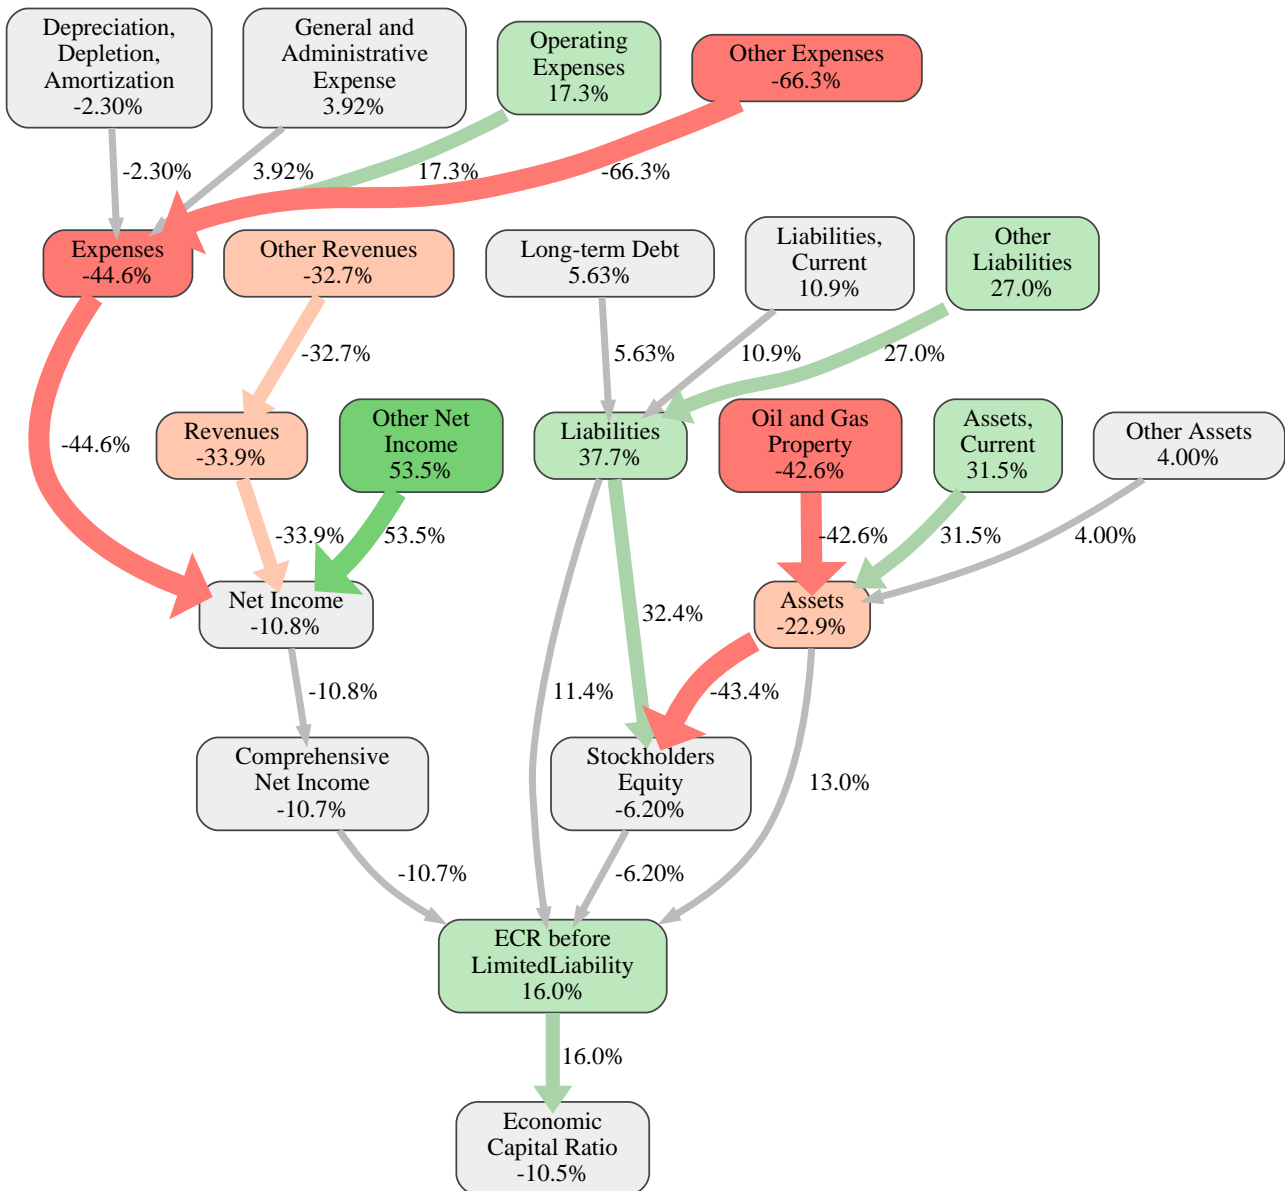 Depreciation,
Depletion,
Amortization
-2.30%
General and
Administrative
Expense
3.92%
Operating
Expenses
17.3%
Other Expenses
-66.3%
-2.30%
3.92%
17.3%
-66.3%
Expenses
-44.6%
Other Revenues
-32.7%
Long-term Debt
5.63%
Liabilities,
Current
10.9%
Other
Liabilities
27.0%
-32.7%
5.63%
10.9%
27.0%
-44.6%
Revenues
-33.9%
Other Net
Income
53.5%
Liabilities
37.7%
Oil and Gas
Property
-42.6%
Assets,
Current
31.5%
Other Assets
4.00%
-33.9%
53.5%
-42.6%
31.5%
4.00%
Net Income
-10.8%
32.4%
Assets
-22.9%
-10.8%
11.4%
-43.4%
Comprehensive
Net Income
-10.7%
Stockholders
Equity
-6.20%
13.0%
-10.7%
-6.20%
ECR before
LimitedLiability
16.0%
16.0%
Economic
Capital Ratio
-10.5%